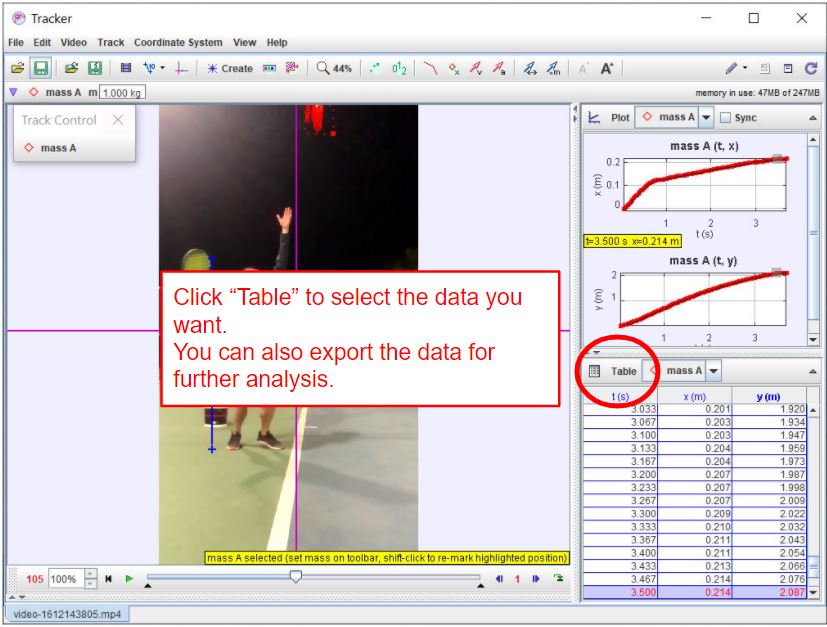 Tracker
File Edit Video Track Coordinate System View Help
Create 44%
mass A m 1.000 kg memory in use: 47MB of 247MB
Track Control
mass A
Plot mass A Sync
mass A (t, x)
x (m)
0.2
0.1
0
1 2 3
t (s)
t=3.500 s x=0.214 m
mass A (t, y)
y (m)
2
1
1 2 3
Click “Table” to select the data you
want.
You can also export the data for
further analysis.
Table mass A
t (s) x (m) y (m)
3.033 0.201 1.920
3.067 0.203 1.934
3.100 0.203 1.947
3.133 0.204 1.959
3.167 0.204 1.973
3.200 0.207 1.987
3.233 0.207 1.998
3.267 0.207 2.009
3.300 0.209 2.022
3.333 0.210 2.032
3.367 0.211 2.043
3.400 0.211 2.054
3.433 0.213 2.066
3.467 0.214 2.076
3.500 0.214 2.087
mass A selected (set mass on toolbar, shift-click to re-mark highlighted position)
105 100% 1
video-1612143805.mp4